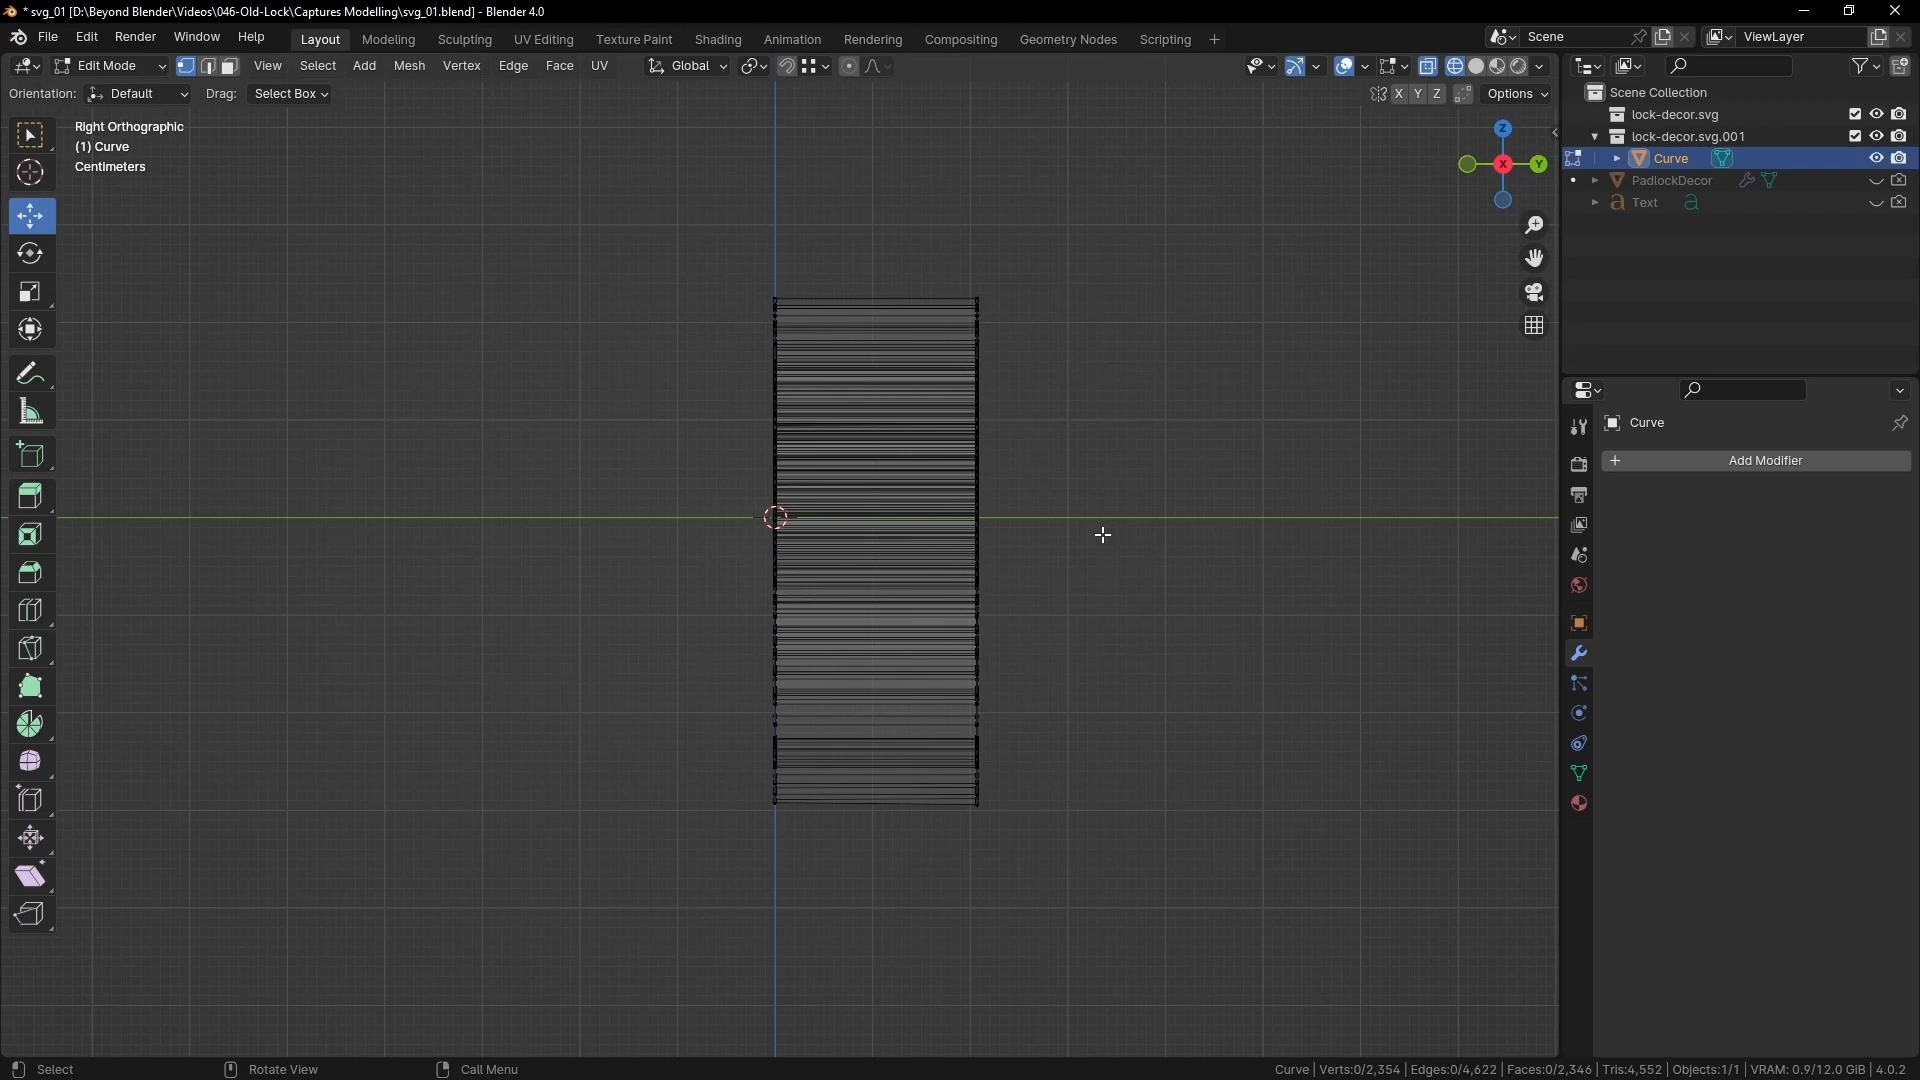 * svg_01 [D:\Beyond Blender\Videos\046-Old-Lock\Captures Modelling\svg_01.blend] - Blender 4.0
File Edit Render Window Help Layout Modeling Sculpting UV Editing Texture Paint Shading Animation Rendering Compositing Geometry Nodes Scripting + Scene ViewLayer
Edit Mode View Select Add Mesh Vertex Edge Face UV Global
Orientation: Default Drag: Select Box X Y Z Options
Right Orthographic
(1) Curve
Centimeters
Z
X
Y
Scene Collection
lock-decor.svg
lock-decor.svg.001
Curve
PadlockDecor
Text
Curve
+ Add Modifier
Select Rotate View Call Menu Curve | Verts:0/2,354 | Edges:0/4,622 | Faces:0/2,346 | Tris:4,552 | Objects:1/1 | VRAM: 0.9/12.0 GiB | 4.0.2